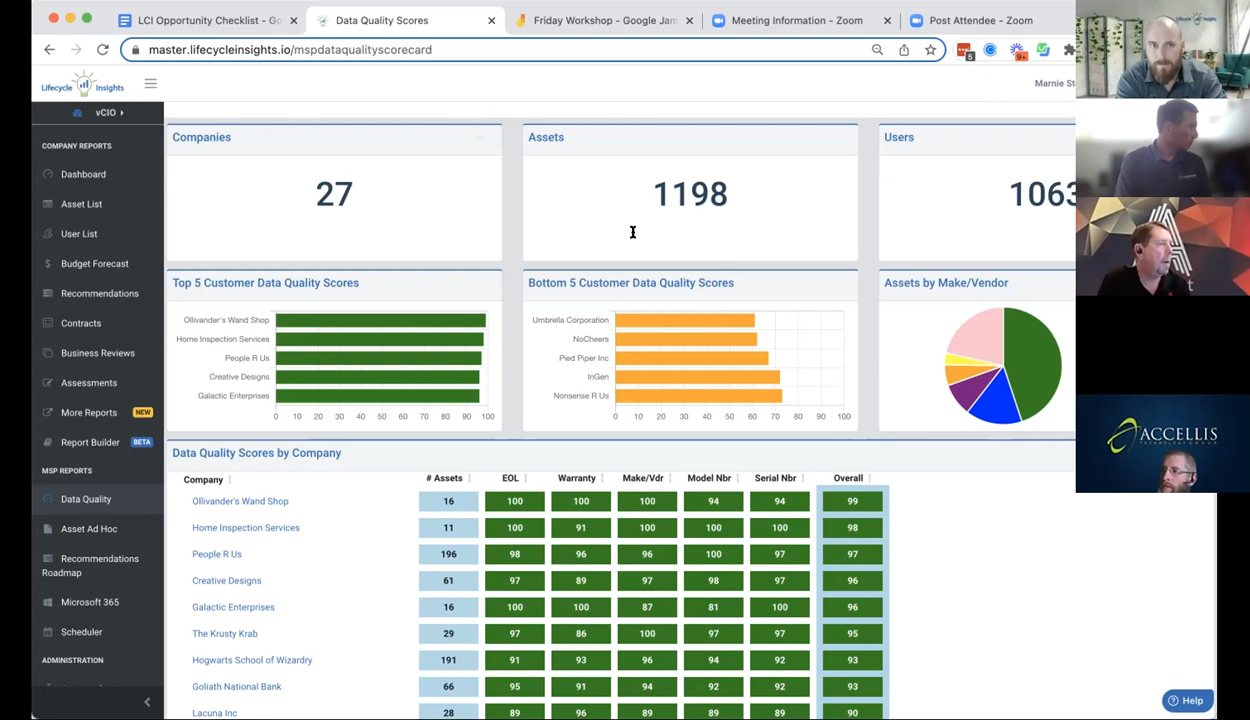 LCI Opportunity Checklist - Go
Data Quality Scores
Friday Workshop - Google Jam
Meeting Information - Zoom
Post Attendee - Zoom
master.lifecycleinsights.io/mspdataqualityscorecard
5
9+
Lifecycle Insights
Marnie St
vCIO
COMPANY REPORTS
Dashboard
Asset List
User List
Budget Forecast
Recommendations
Contracts
Business Reviews
Assessments
More Reports NEW
Report Builder BETA
MSP REPORTS
Data Quality
Asset Ad Hoc
Recommendations
Roadmap
Microsoft 365
Scheduler
ADMINISTRATION
Companies
27
Assets
1198
Users
1063
Top 5 Customer Data Quality Scores
Ollivander's Wand Shop
Home Inspection Services
People R Us
Creative Designs
Galactic Enterprises
0 10 20 30 40 50 60 70 80 90 100
Bottom 5 Customer Data Quality Scores
Umbrella Corporation
NoCheers
Pied Piper Inc
InGen
Nonsense R Us
0 10 20 30 40 50 60 70 80 90 100
Assets by Make/Vendor
Data Quality Scores by Company
Company # Assets EOL Warranty Make/Vdr Model Nbr Serial Nbr Overall
Ollivander's Wand Shop 16 100 100 100 94 94 99
Home Inspection Services 11 100 91 100 100 100 98
People R Us 196 98 96 96 100 97 97
Creative Designs 61 97 89 97 98 97 96
Galactic Enterprises 16 100 100 87 81 100 96
The Krusty Krab 29 97 86 100 97 97 95
Hogwarts School of Wizardry 191 91 93 96 94 92 93
Goliath National Bank 66 95 91 94 92 92 93
Lacuna Inc 28 89 96 89 89 89 90
Help
ACCELLIS